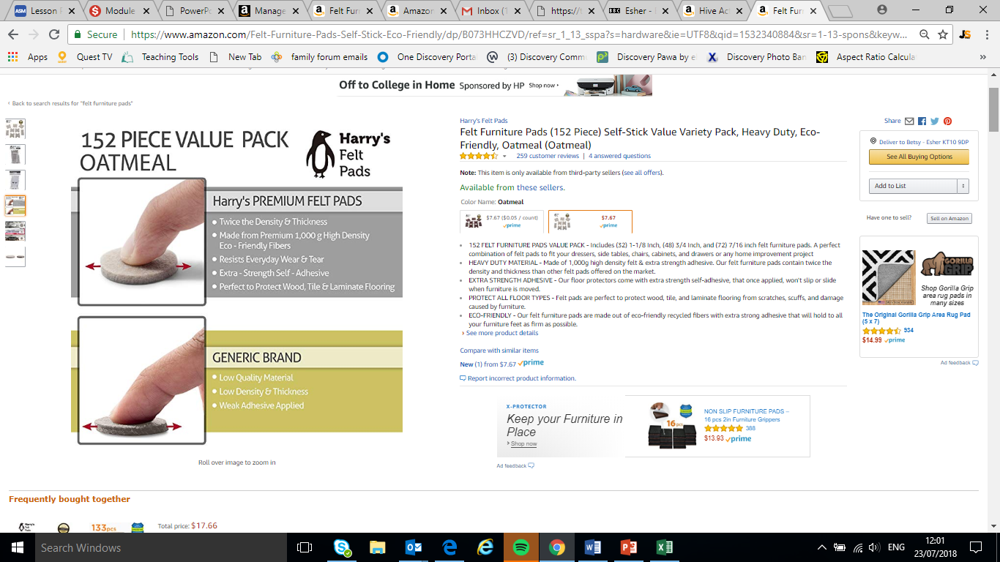 Lesson
Module
PowerPo
Manage
Felt Furn
Amazon
Inbox (1
https://t
BBC Esher -
Hive Act
Felt Furn
Secure
https://www.amazon.com/Felt-Furniture-Pads-Self-Stick-Eco-Friendly/dp/B073HHCZVD/ref=sr_1_13_sspa?s=hardware&ie=UTF8&qid=1532340884&sr=1-13-spons&keyw...
Apps
Quest TV
Teaching Tools
New Tab
family forum emails
One Discovery Porta
(3) Discovery Comm
Discovery Pawa by e
Discovery Photo Ban
Aspect Ratio Calcula
Off to College in Home Sponsored by HP Shop now ›
‹ Back to search results for "felt furniture pads"
152 PIECE VALUE PACK
OATMEAL
Harry's
Felt
Pads
Harry's PREMIUM FELT PADS
• Twice the Density & Thickness
• Made from Premium 1,000 g High Density
Eco - Friendly Fibers
• Resists Everyday Wear & Tear
• Extra - Strength Self - Adhesive
• Perfect to Protect Wood, Tile & Laminate Flooring
GENERIC BRAND
• Low Quality Material
• Low Density & Thickness
• Weak Adhesive Applied
Roll over image to zoom in
Harry's Felt Pads
Felt Furniture Pads (152 Piece) Self-Stick Value Variety Pack, Heavy Duty, Eco-
Friendly, Oatmeal (Oatmeal)
259 customer reviews | 4 answered questions
Note: This item is only available from third-party sellers (see all offers).
Available from these sellers.
Color Name: Oatmeal
$7.67 ($0.05 / count)
prime
$7.67
prime
• 152 FELT FURNITURE PADS VALUE PACK - Includes (32) 1-1/8 Inch, (48) 3/4 Inch, and (72) 7/16 inch felt furniture pads. A perfect
combination of felt pads to fit your dressers, side tables, chairs, cabinets, and drawers or any home improvement project
• HEAVY DUTY MATERIAL - Made of 1,000g high density felt & extra strength adhesive. Our felt furniture pads contain twice the
density and thickness than other felt pads offered on the market.
• EXTRA STRENGTH ADHESIVE - Our floor protectors come with extra strength self-adhesive, that once applied, won't slip or slide
when furniture is moved.
• PROTECT ALL FLOOR TYPES - Felt pads are perfect to protect wood, tile, and laminate flooring from scratches, scuffs, and damage
caused by furniture.
• ECO-FRIENDLY - Our felt furniture pads are made out of eco-friendly recycled fibers with extra strong adhesive that will hold to all
your furniture feet as firm as possible.
› See more product details
Compare with similar items
New (1) from $7.67 prime
Report incorrect product information.
X-PROTECTOR
Keep your Furniture in
Place
› Shop now
16 pcs
NON SLIP FURNITURE PADS –
16 pcs 2in Furniture Grippers
388
$13.93 prime
Ad feedback
Share
Deliver to Betsy - Esher KT10 9DP
See All Buying Options
Add to List
Have one to sell?
Sell on Amazon
GORILLA
GRIP
Shop Gorilla Grip
area rug pads in
many sizes
The Original Gorilla Grip Area Rug Pad
(5 x 7)
934
$14.99 prime
Ad feedback
Frequently bought together
Harry's
133pcs
Total price: $17.66
Search Windows
ENG
12:01
23/07/2018